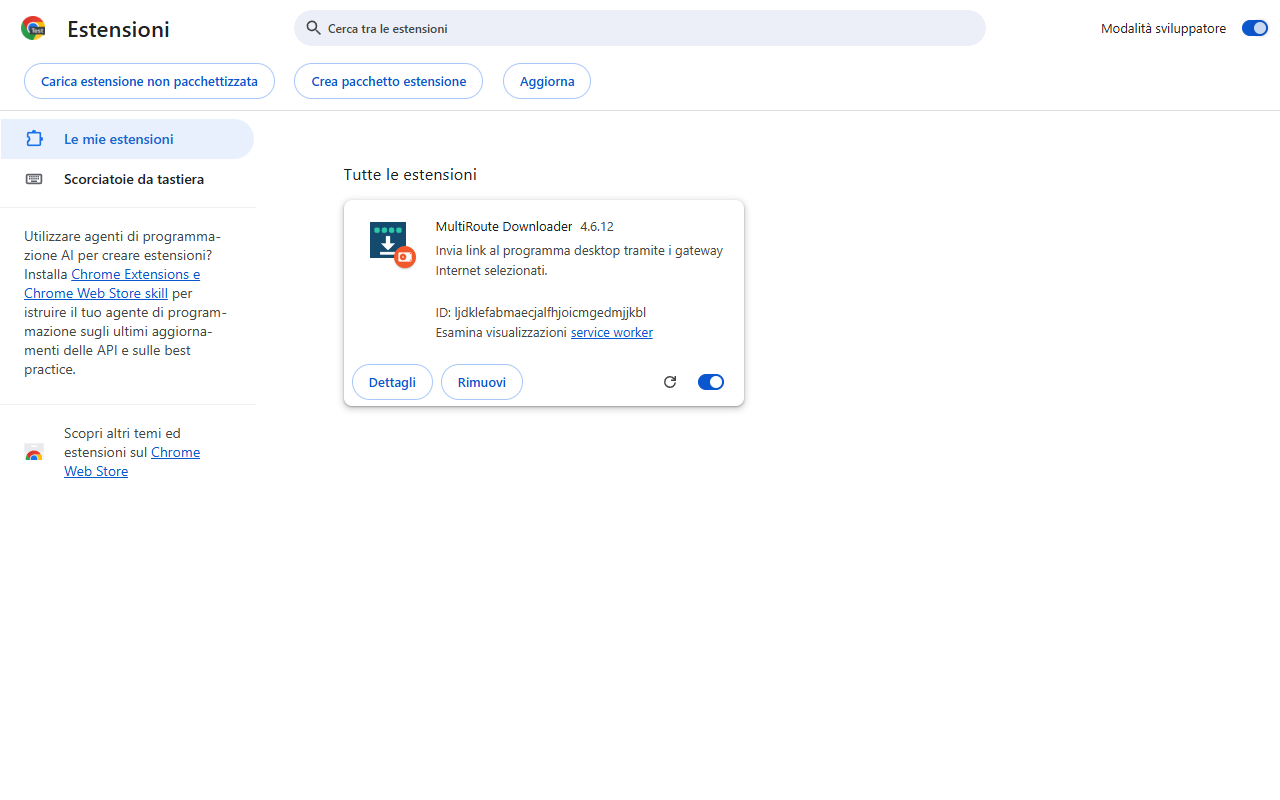 Test
Estensioni
Cerca tra le estensioni
Modalità sviluppatore
Carica estensione non pacchettizzata
Crea pacchetto estensione
Aggiorna
Le mie estensioni
Scorciatoie da tastiera
Utilizzare agenti di programma-
zione AI per creare estensioni?
Installa Chrome Extensions e
Chrome Web Store skill per
istruire il tuo agente di program-
mazione sugli ultimi aggiorna-
menti delle API e sulle best
practice.
Scopri altri temi ed
estensioni sul Chrome
Web Store
Tutte le estensioni
MultiRoute Downloader 4.6.12
Invia link al programma desktop tramite i gateway
Internet selezionati.
ID: ljdklefabmaecjalfhjoicmgedmjjkbl
Esamina visualizzazioni service worker
Dettagli
Rimuovi